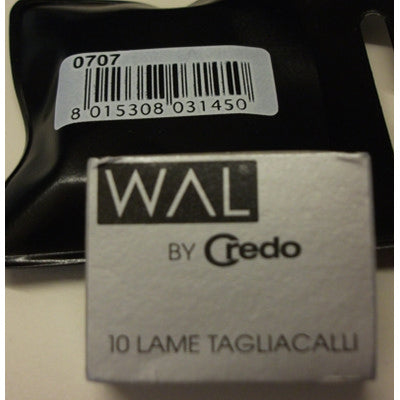 0707
8 015308 031450
WAL
BY Credo
10 LAME TAGLIACALLI